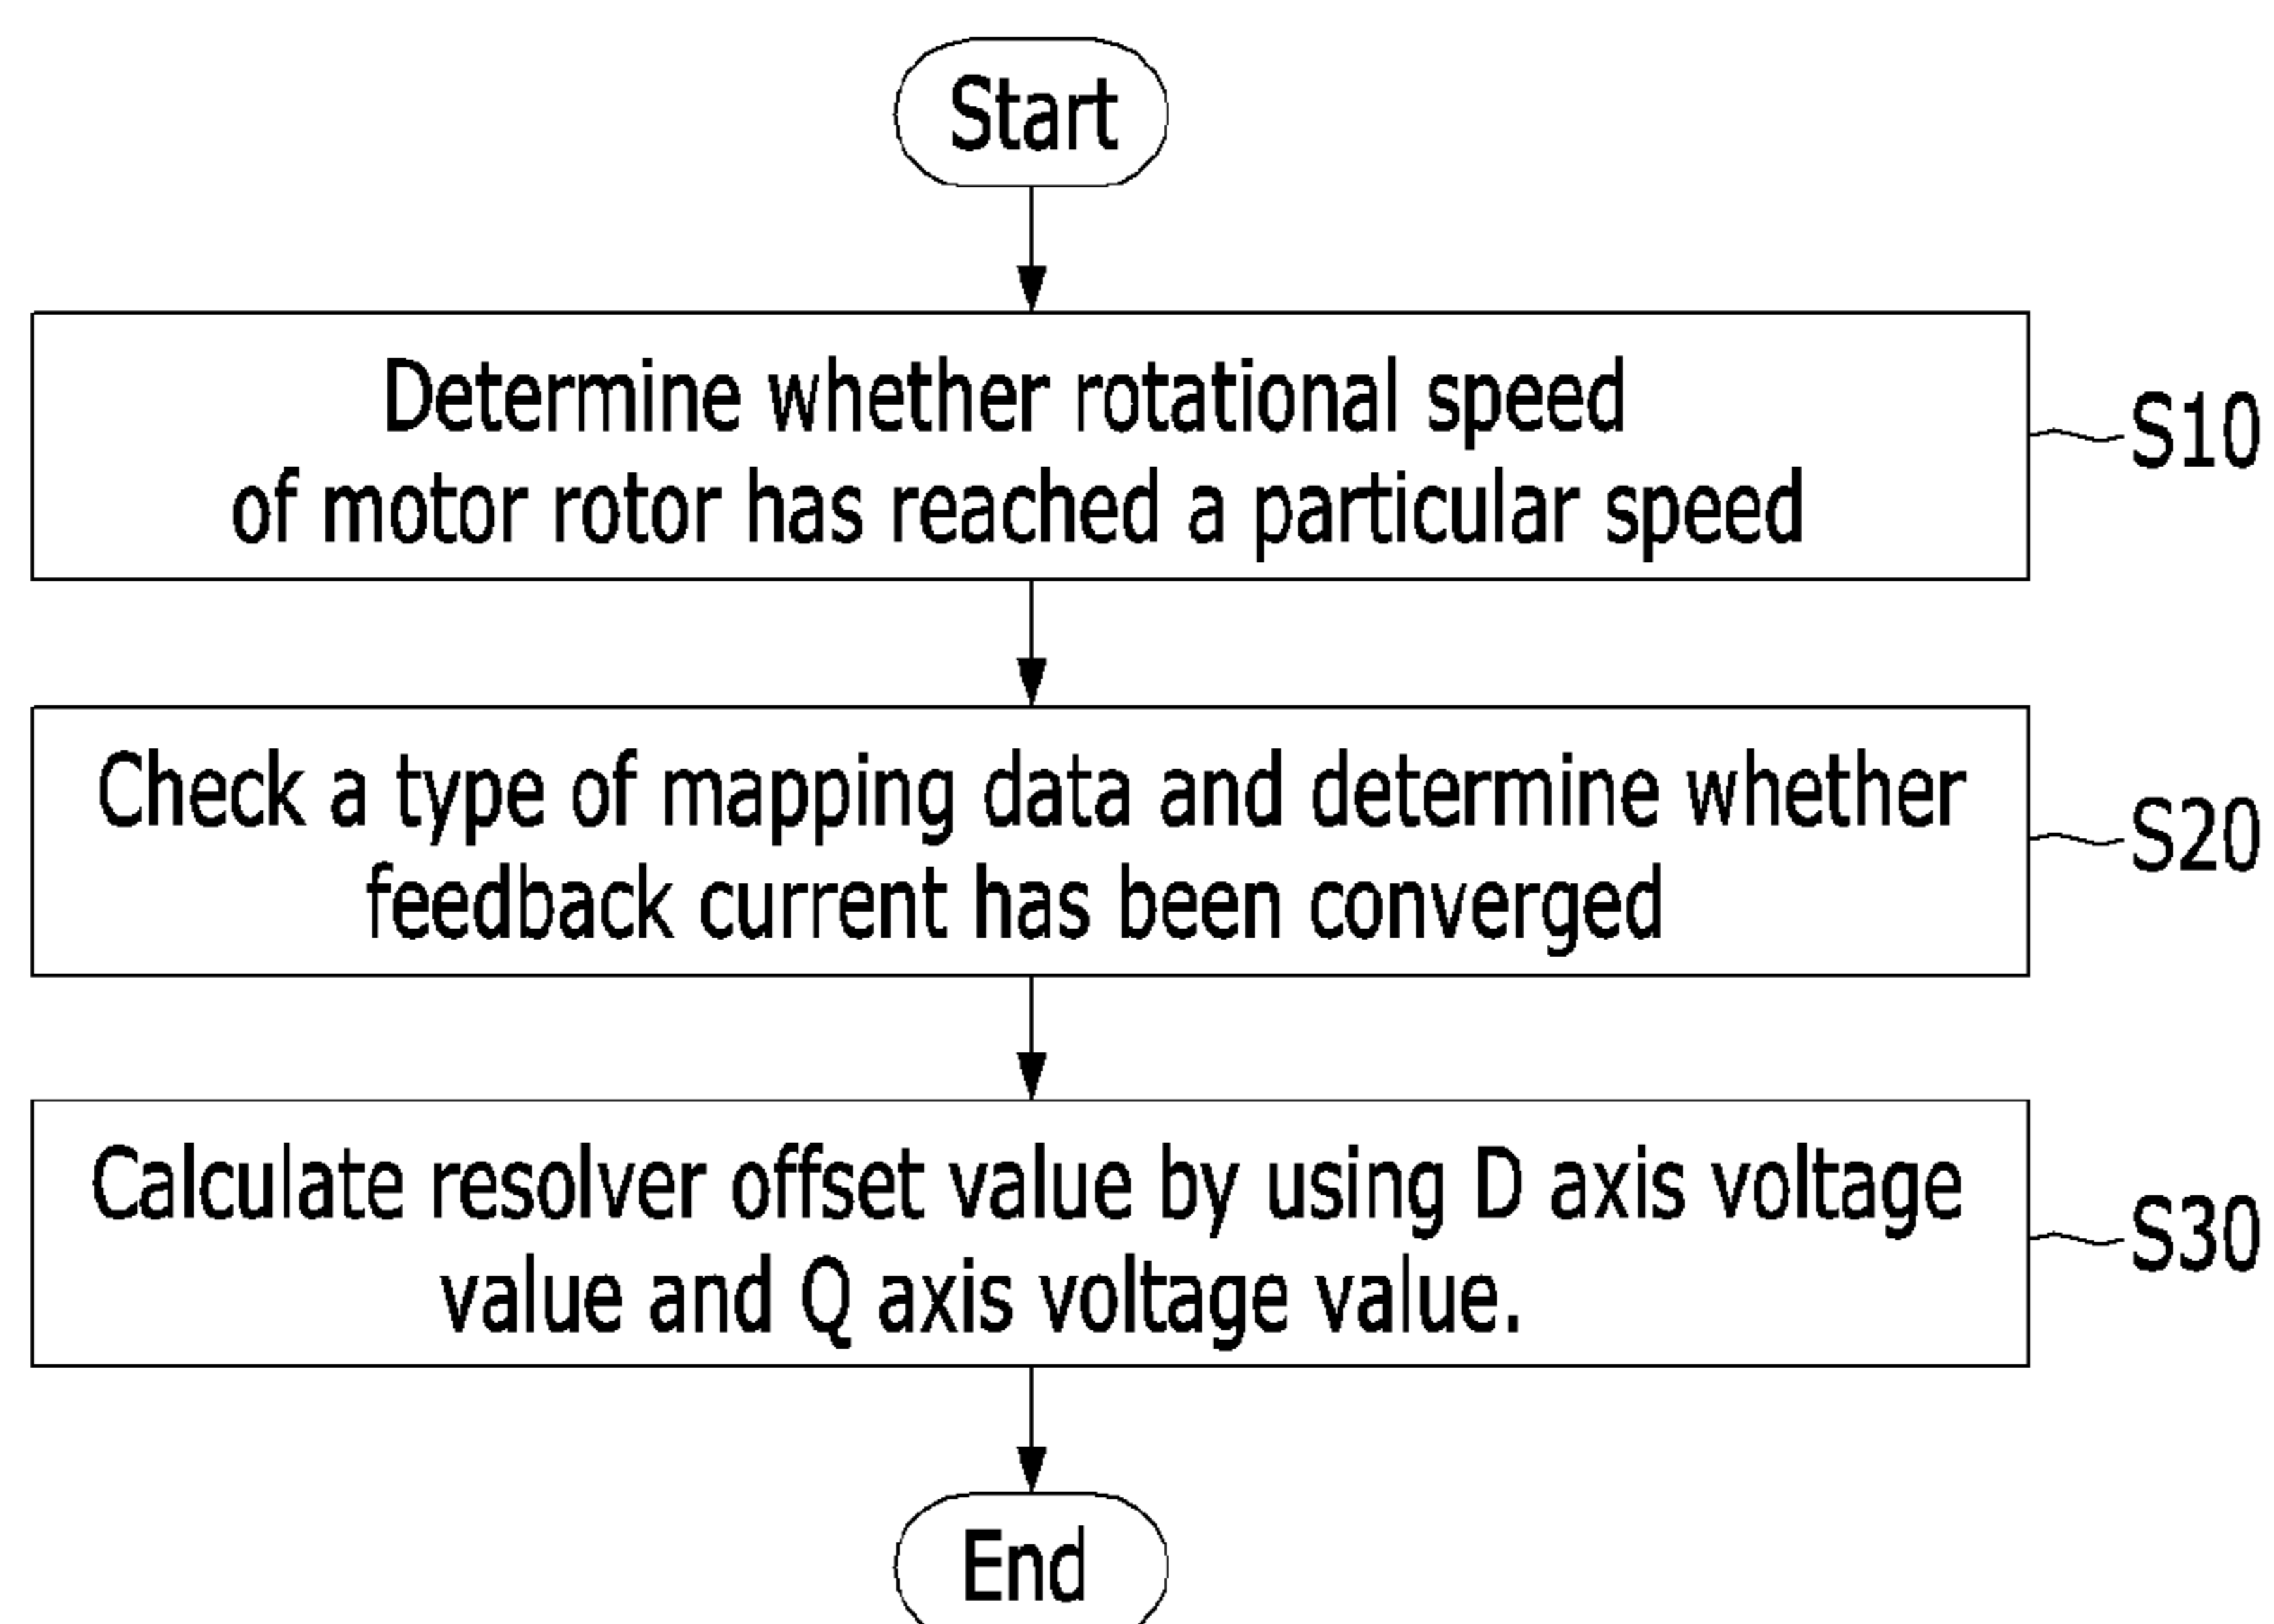 Start
Determine whether rotational speed
of motor rotor has reached a particular speed
S10
Check a type of mapping data and determine whether
feedback current has been converged
S20
Calculate resolver offset value by using D axis voltage
value and Q axis voltage value.
S30
End